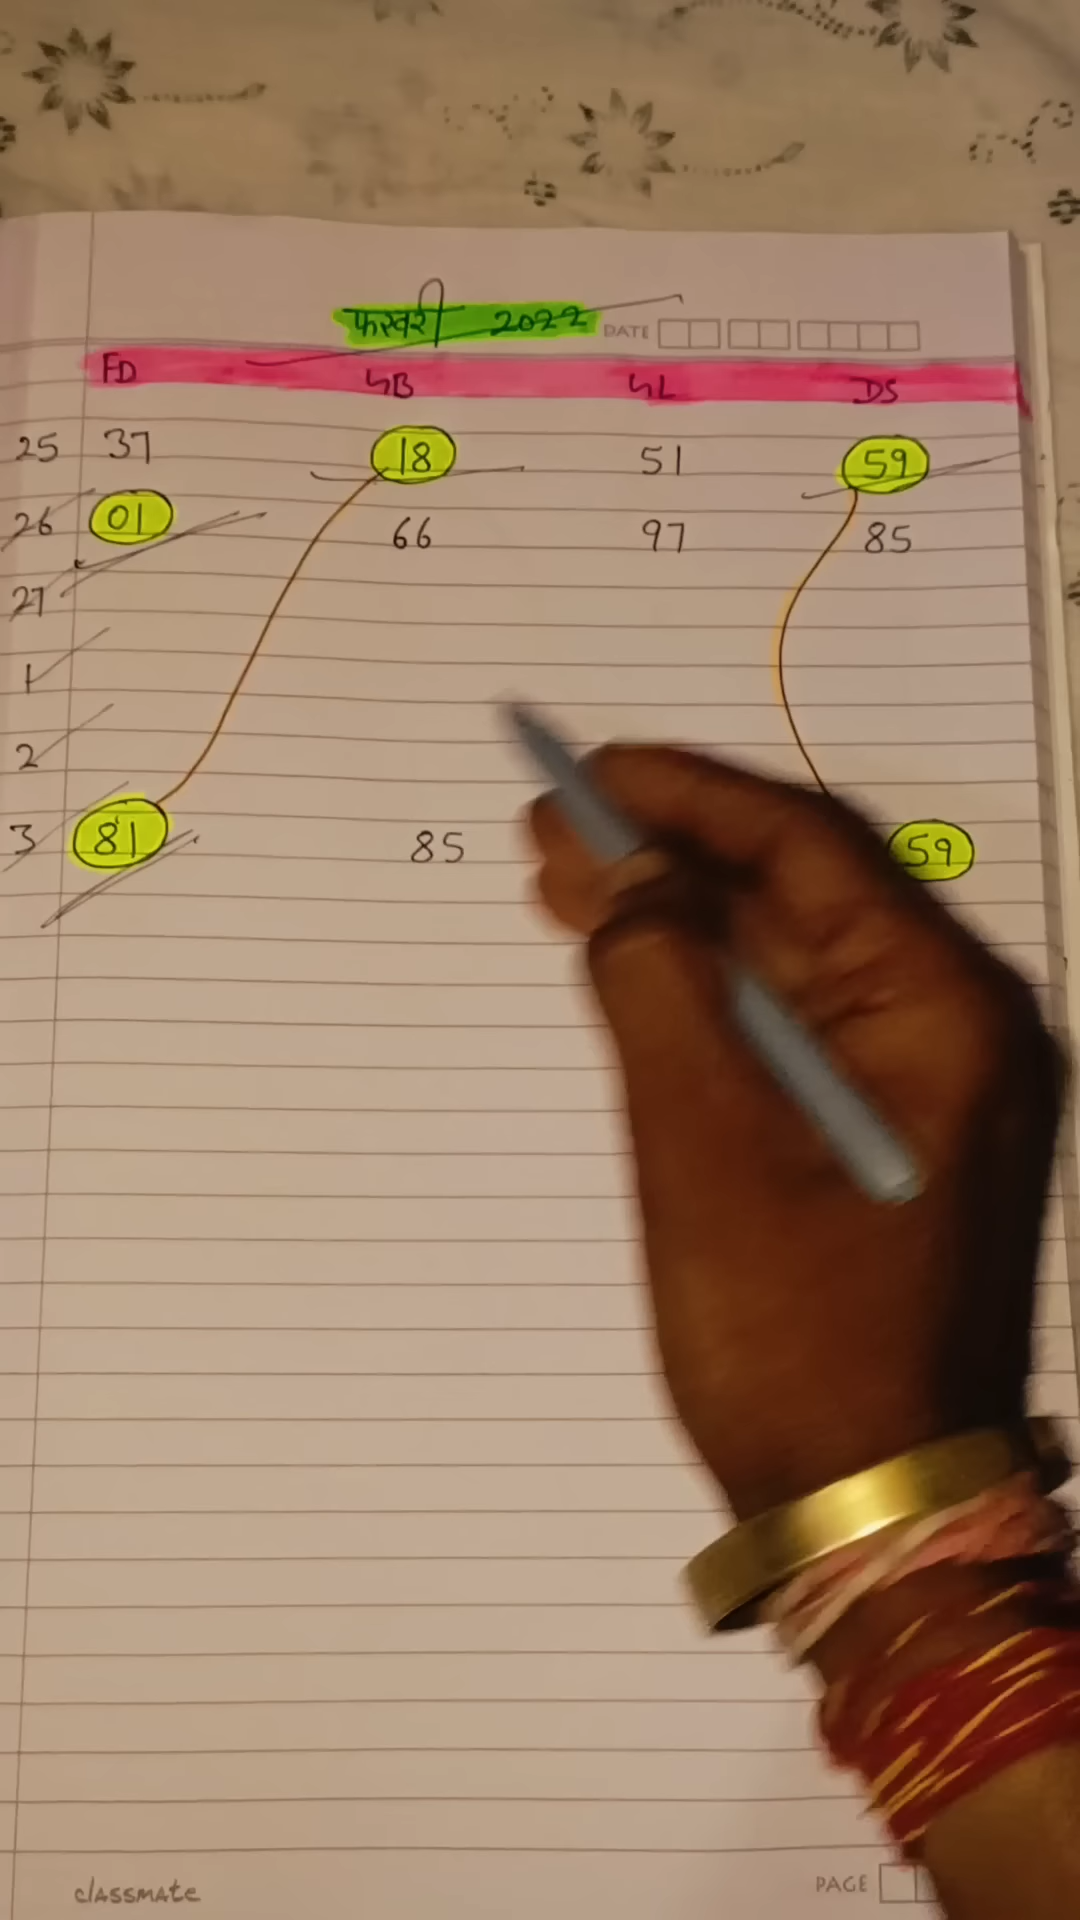 फरवरी 2022 DATE
FD GB GL DS
25 37 18 51 59
26 01 66 97 85
27
1
2
3 81 85 59
classmate PAGE